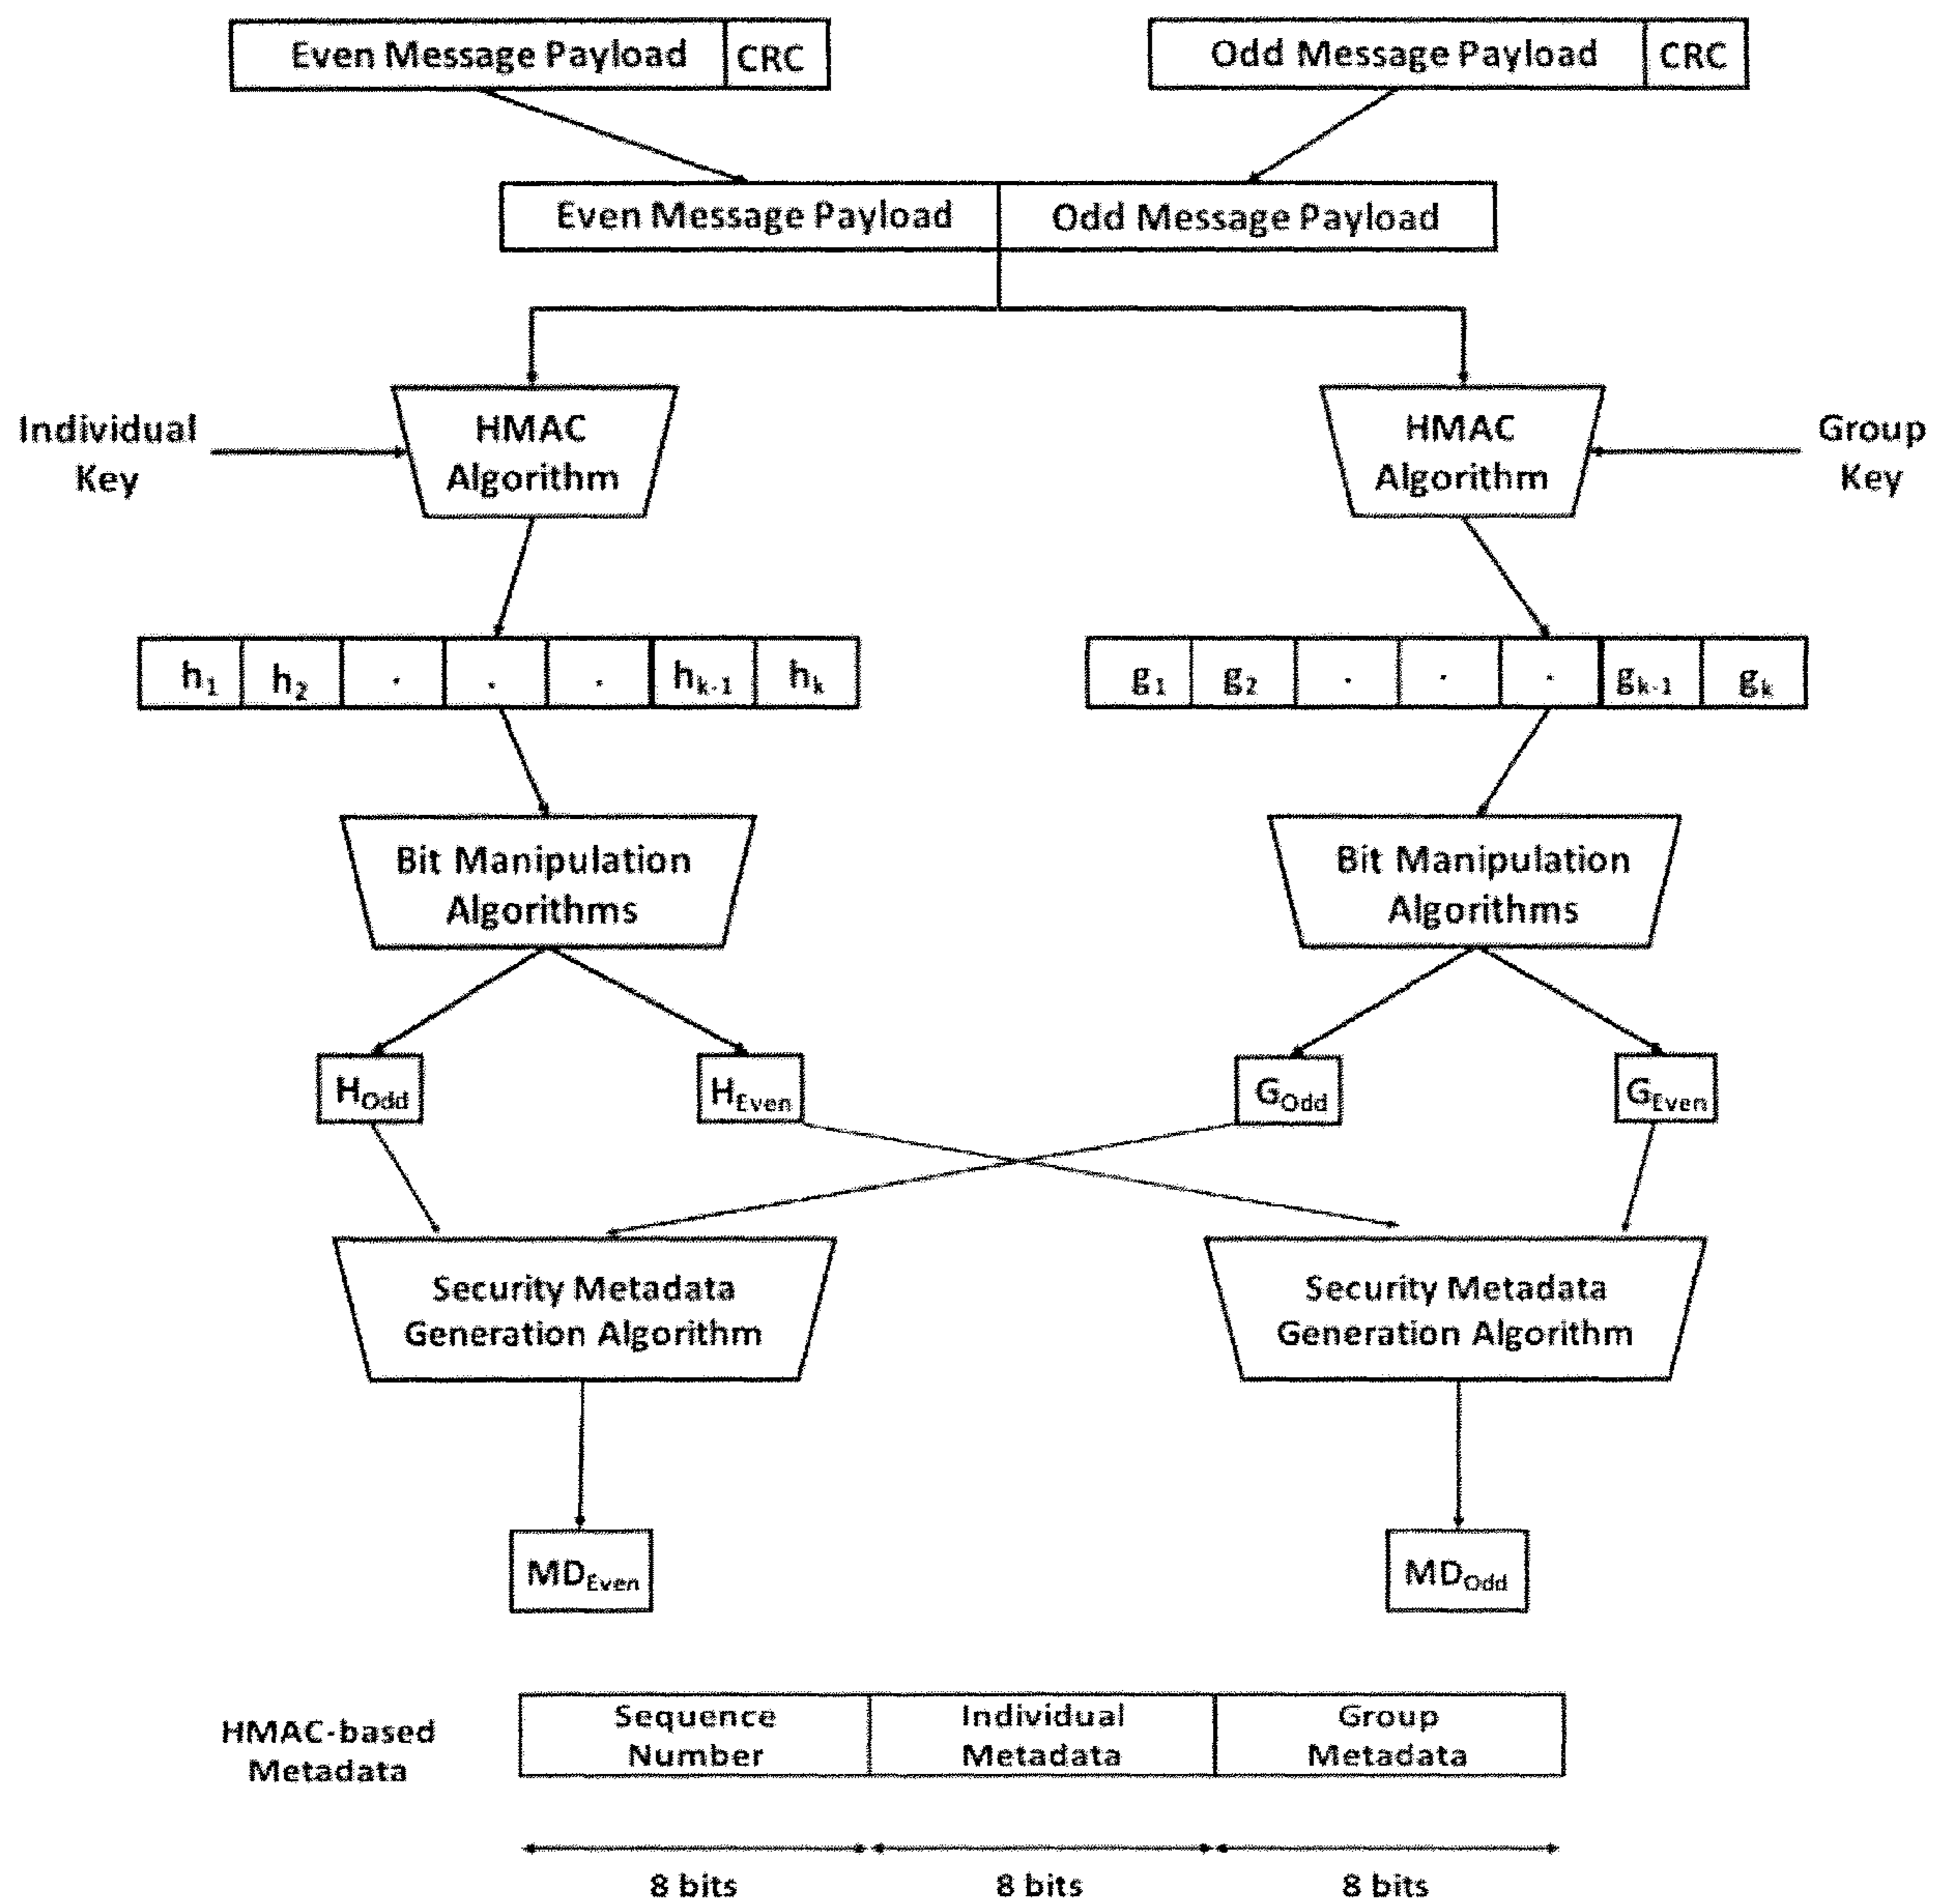 Even Message Payload CRC
Odd Message Payload CRC
Even Message Payload Odd Message Payload
Individual
Key
HMAC
Algorithm
HMAC
Algorithm
Group
Key
h1 h2 . . . hk-1 hk
g1 g2 . . . gk-1 gk
Bit Manipulation
Algorithms
Bit Manipulation
Algorithms
HOdd
HEven
GOdd
GEven
Security Metadata
Generation Algorithm
Security Metadata
Generation Algorithm
MDEven
MDOdd
HMAC-based
Metadata
Sequence
Number
Individual
Metadata
Group
Metadata
8 bits
8 bits
8 bits